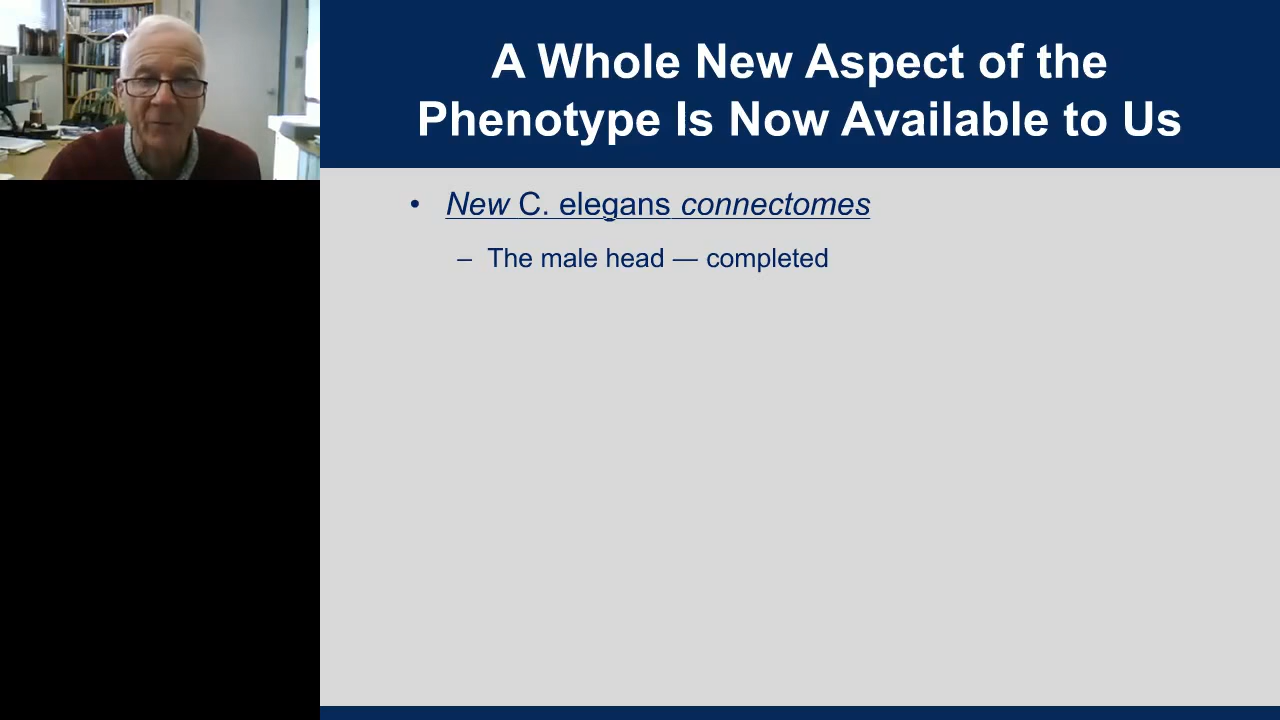 A Whole New Aspect of the
Phenotype Is Now Available to Us
• New C. elegans connectomes
– The male head — completed